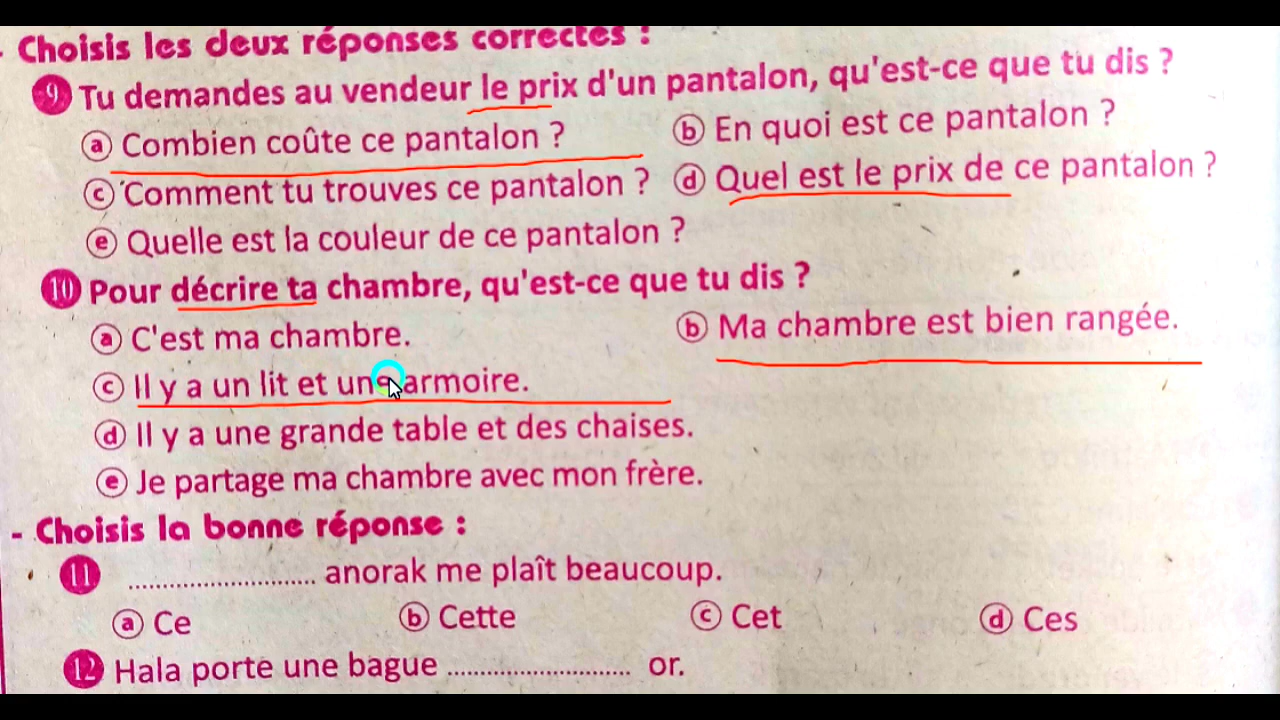 - Choisis les deux réponses correctes :
9 Tu demandes au vendeur le prix d'un pantalon, qu'est-ce que tu dis ?
a Combien coûte ce pantalon ? b En quoi est ce pantalon ?
c Comment tu trouves ce pantalon ? d Quel est le prix de ce pantalon ?
e Quelle est la couleur de ce pantalon ?
10 Pour décrire ta chambre, qu'est-ce que tu dis ?
a C'est ma chambre. b Ma chambre est bien rangée.
c Il y a un lit et une armoire.
d Il y a une grande table et des chaises.
e Je partage ma chambre avec mon frère.
- Choisis la bonne réponse :
11 .......................... anorak me plaît beaucoup.
a Ce b Cette c Cet d Ces
12 Hala porte une bague .......................... or.